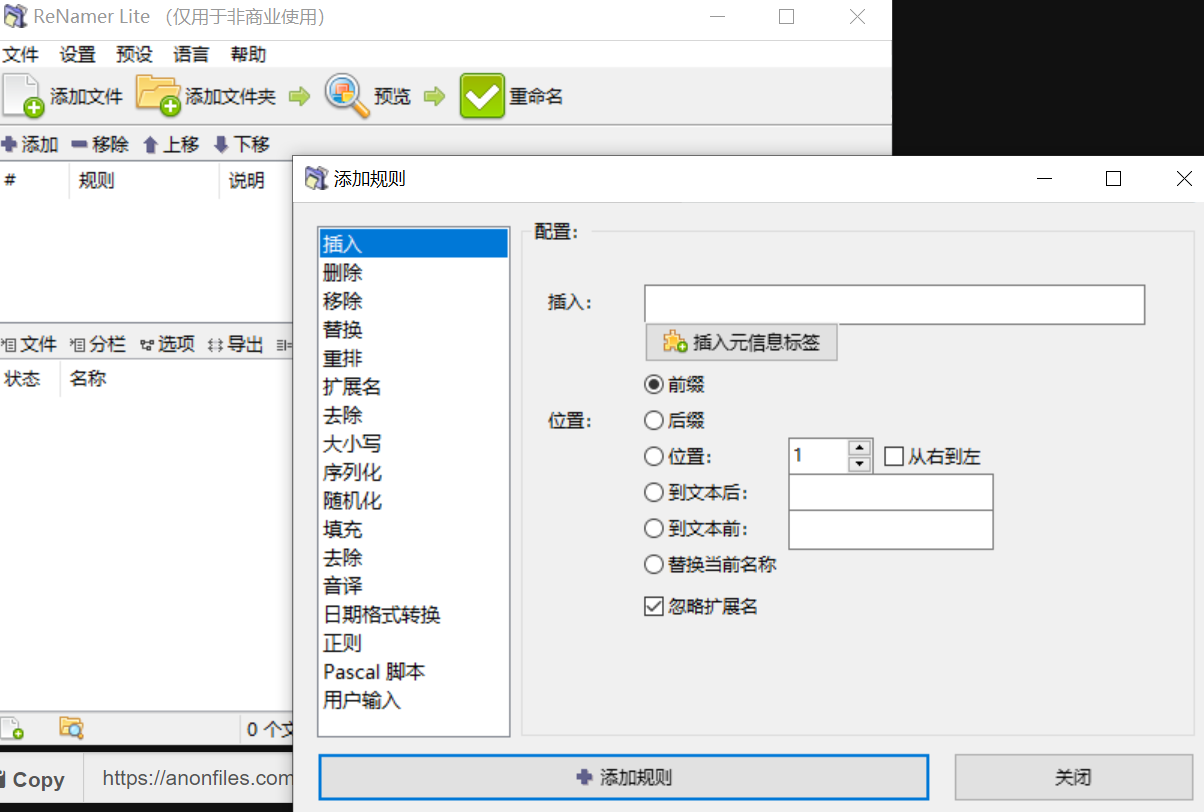 ReNamer Lite （仅用于非商业使用）
文件 设置 预设 语言 帮助
添加文件 添加文件夹 预览 重命名
添加 移除 上移 下移
# 规则 说明
文件 分栏 选项 导出
状态 名称
0 个
Copy https://anonfiles.com
添加规则
插入
删除
移除
替换
重排
扩展名
去除
大小写
序列化
随机化
填充
去除
音译
日期格式转换
正则
Pascal 脚本
用户输入
配置：
插入：
插入元信息标签
位置：
前缀
后缀
位置： 1 从右到左
到文本后：
到文本前：
替换当前名称
忽略扩展名
添加规则 关闭